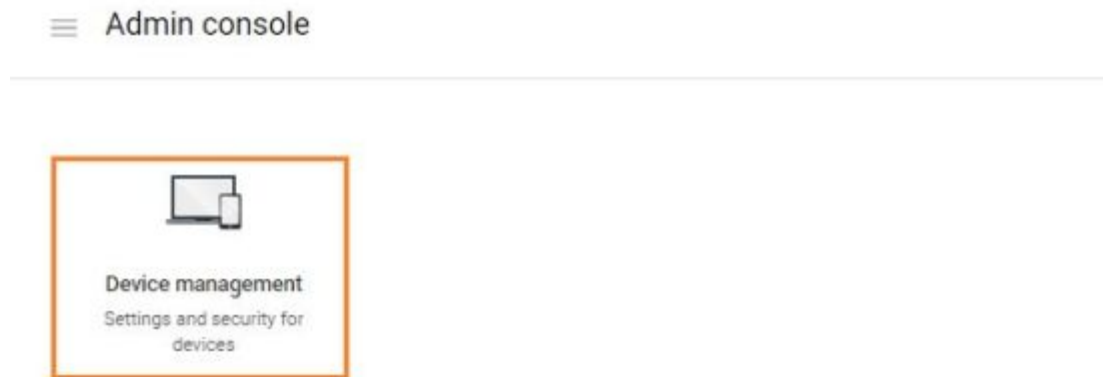 Admin console
Device management
Settings and security for
devices